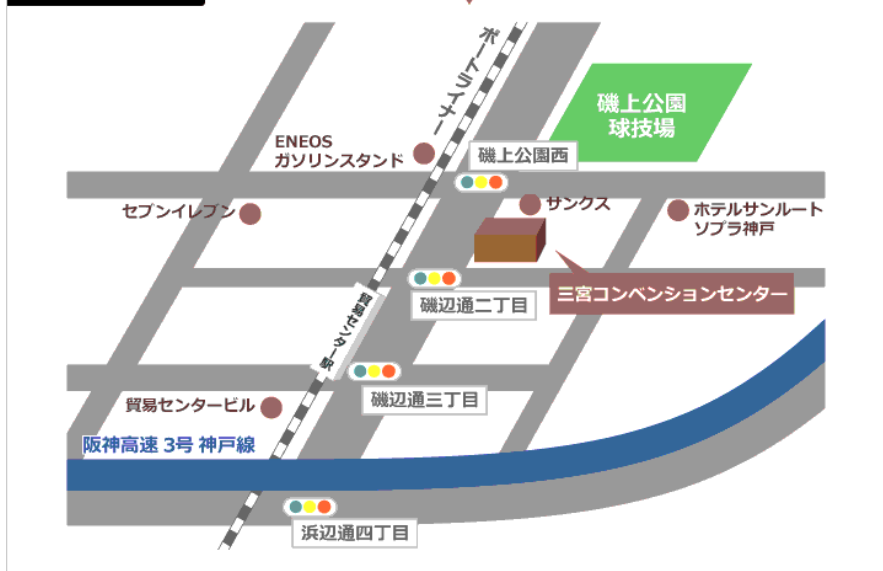 ポートライナー
磯上公園
球技場
ENEOS
ガソリンスタンド
磯上公園西
セブンイレブン
サンクス
ホテルサンルート
ソプラ神戸
三宮コンベンションセンター
磯辺通二丁目
貿易センター駅
磯辺通三丁目
貿易センタービル
阪神高速 3号 神戸線
浜辺通四丁目